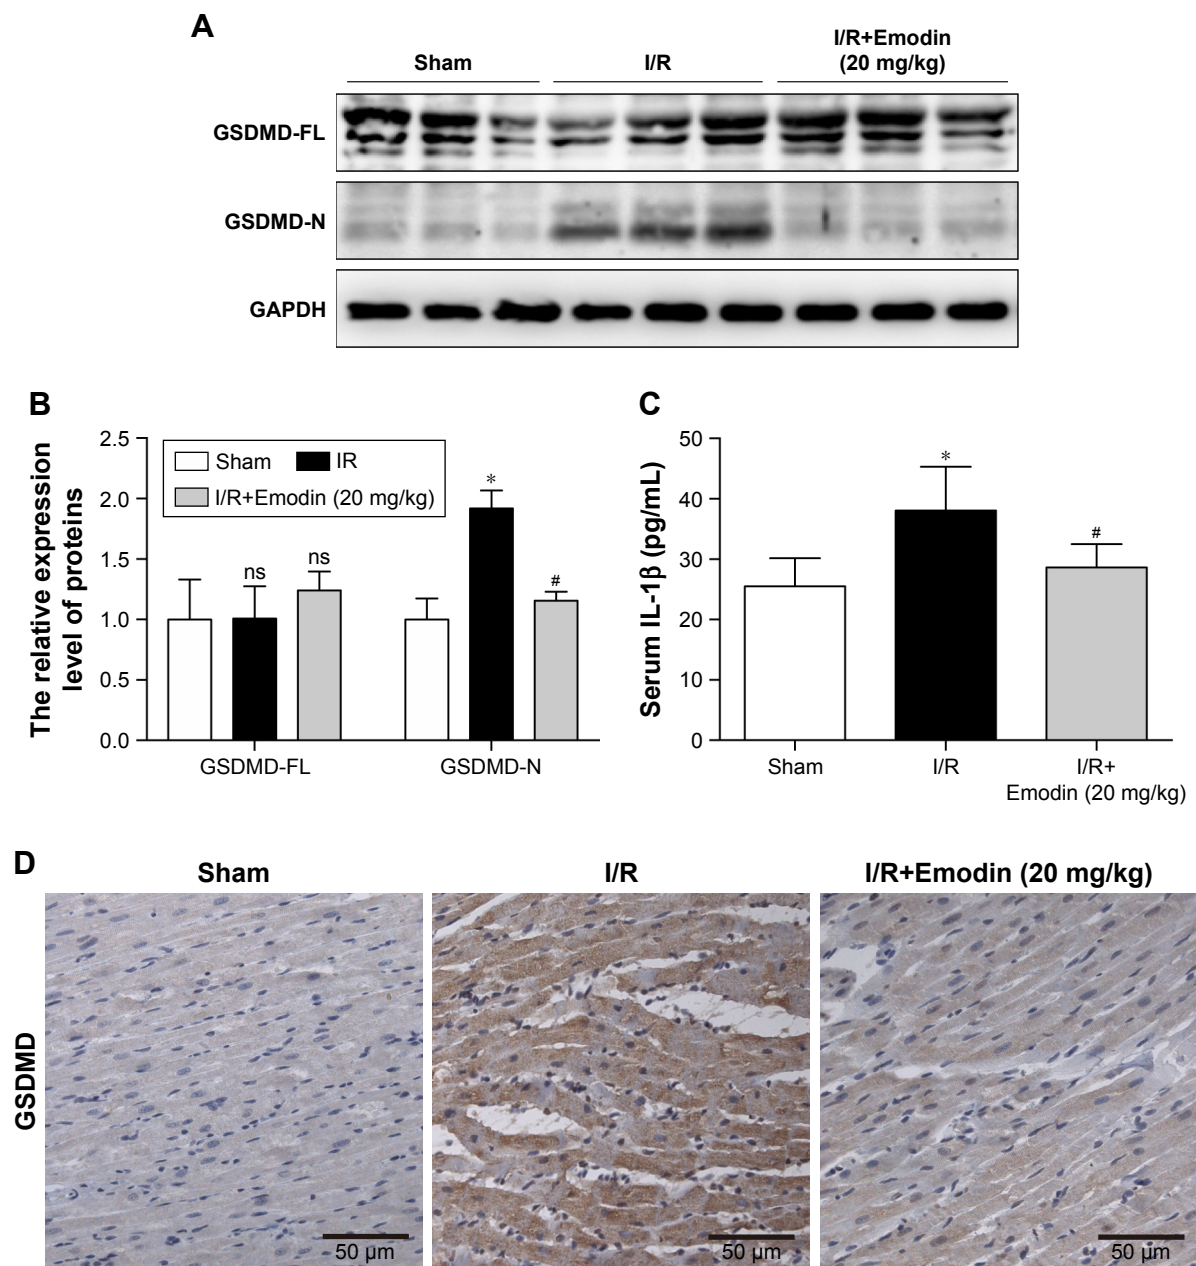 A
Sham
I/R
I/R+Emodin
(20 mg/kg)
GSDMD-FL
GSDMD-N
GAPDH
B
The relative expression
level of proteins
2.5
2.0
1.5
1.0
0.5
0.0
Sham
IR
I/R+Emodin (20 mg/kg)
ns
ns
*
#
GSDMD-FL
GSDMD-N
C
Serum IL-1β (pg/mL)
50
40
30
20
10
0
*
#
Sham
I/R
I/R+
Emodin (20 mg/kg)
D
Sham
I/R
I/R+Emodin (20 mg/kg)
GSDMD
50 µm
50 µm
50 µm